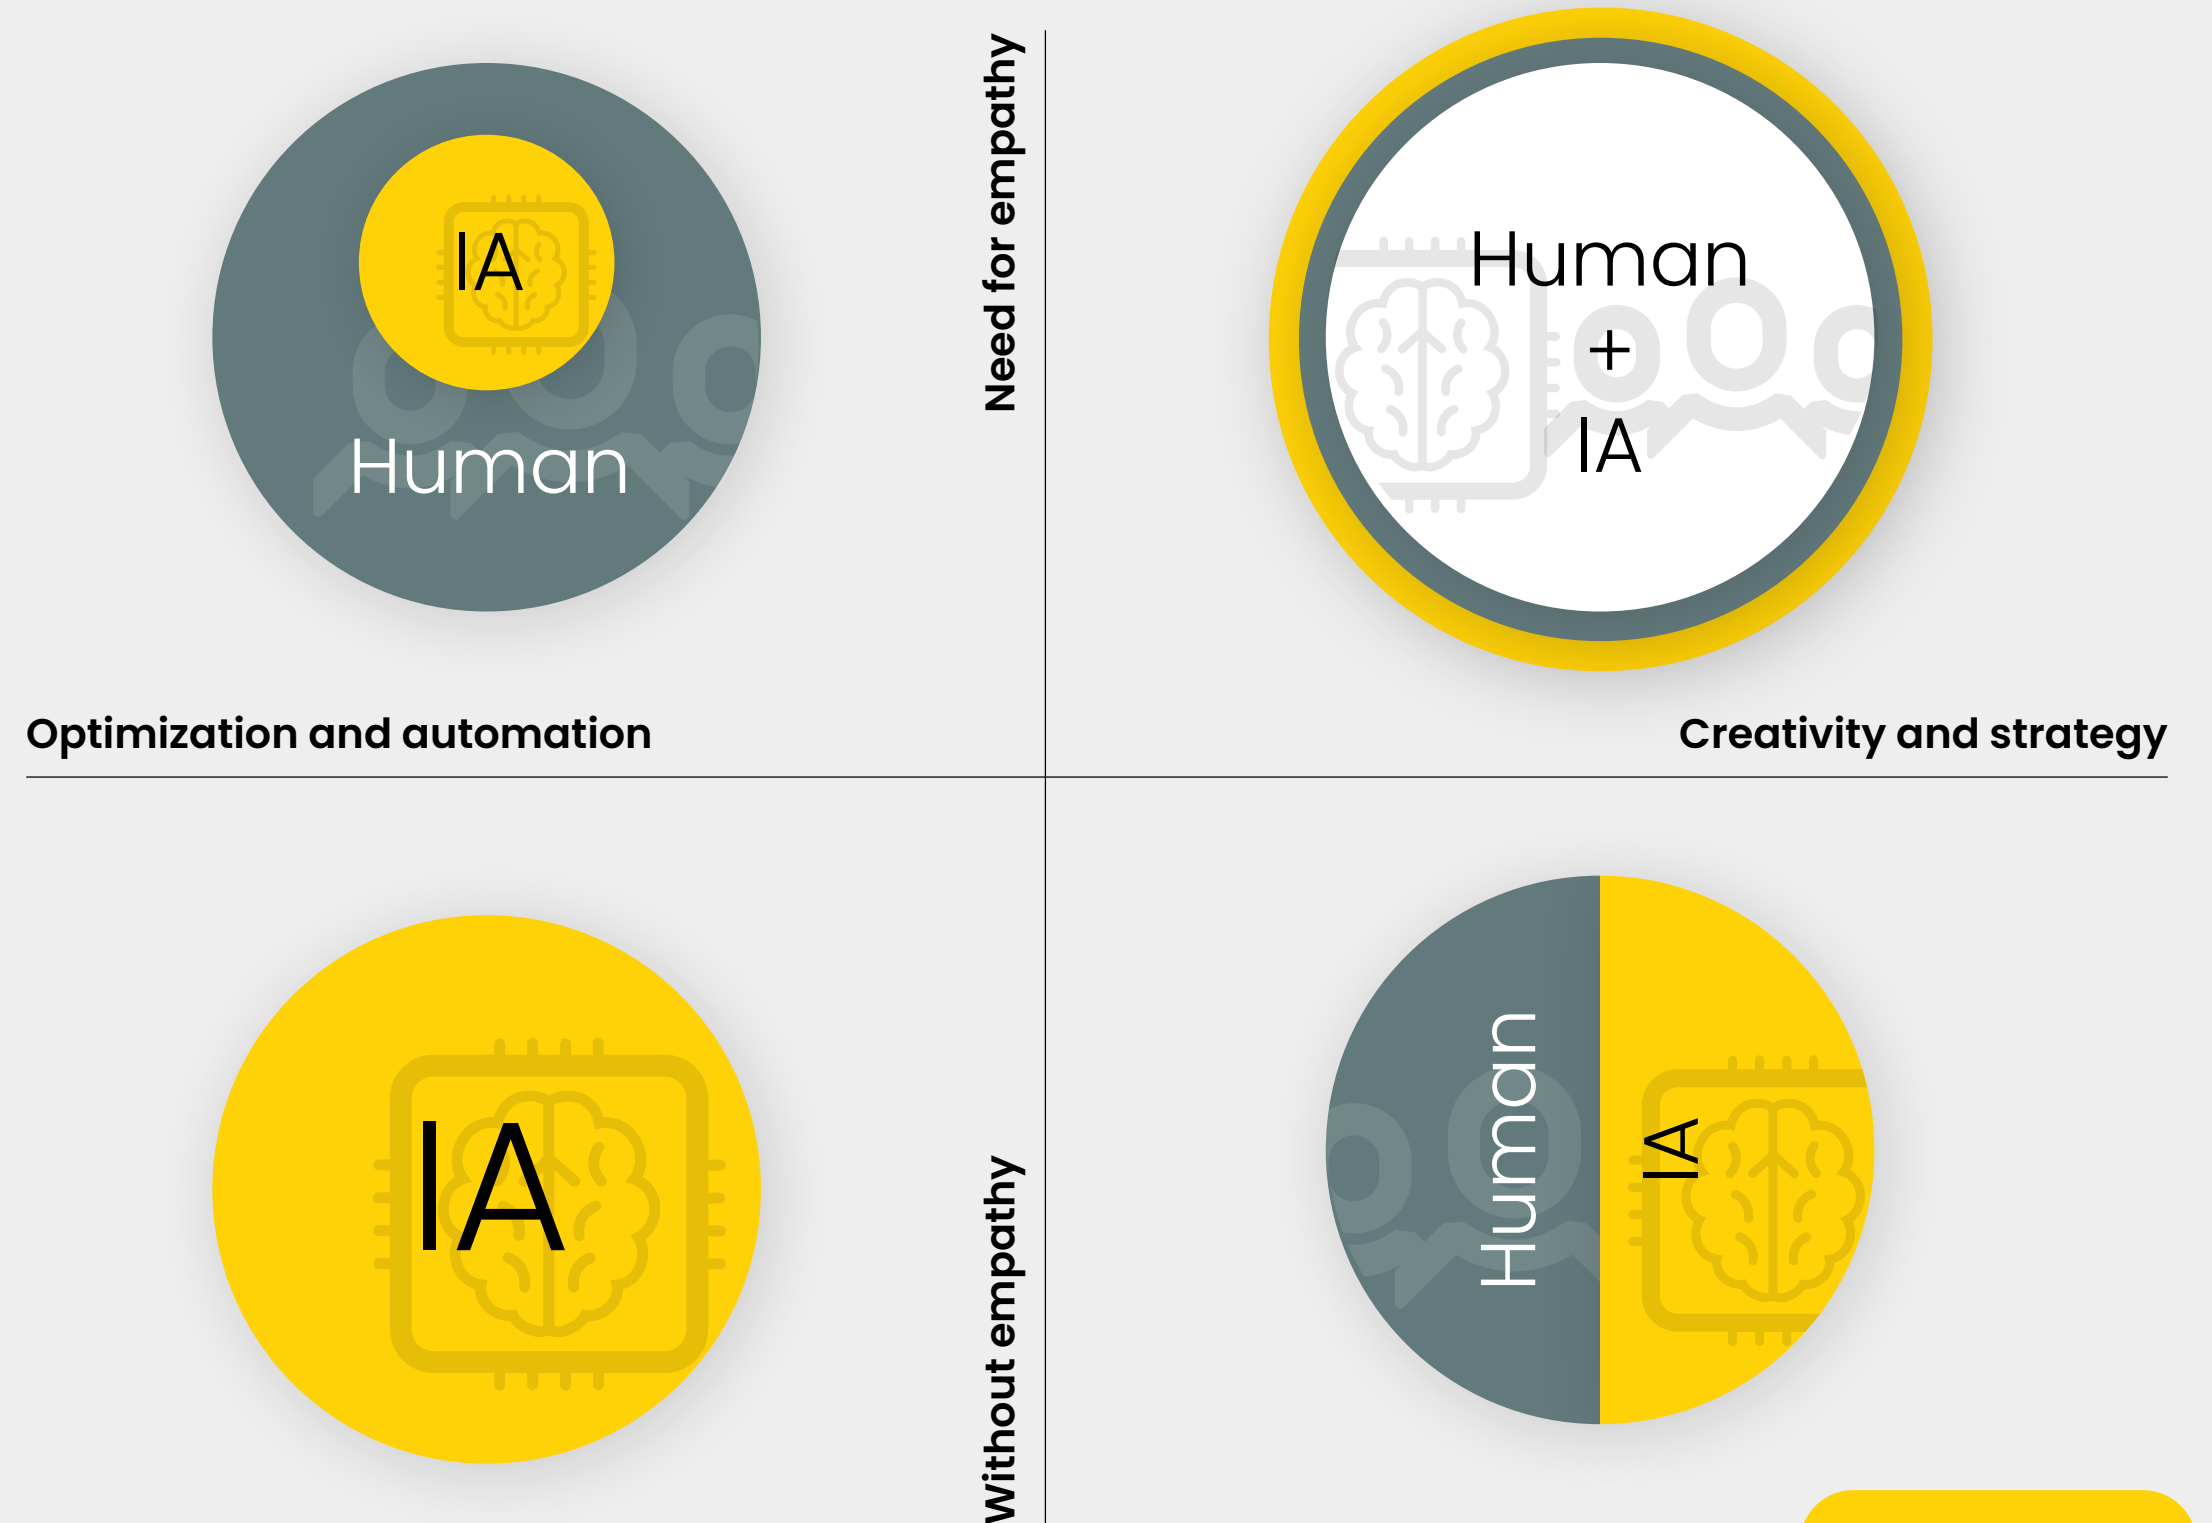 Need for empathy
IA
Human
Human
+
IA
Optimization and automation
Creativity and strategy
IA
Without empathy
Human
IA